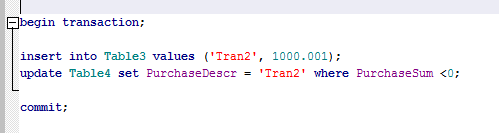 begin transaction;
insert into Table3 values ('Tran2', 1000.001);
update Table4 set PurchaseDescr = 'Tran2' where PurchaseSum <0;
commit;